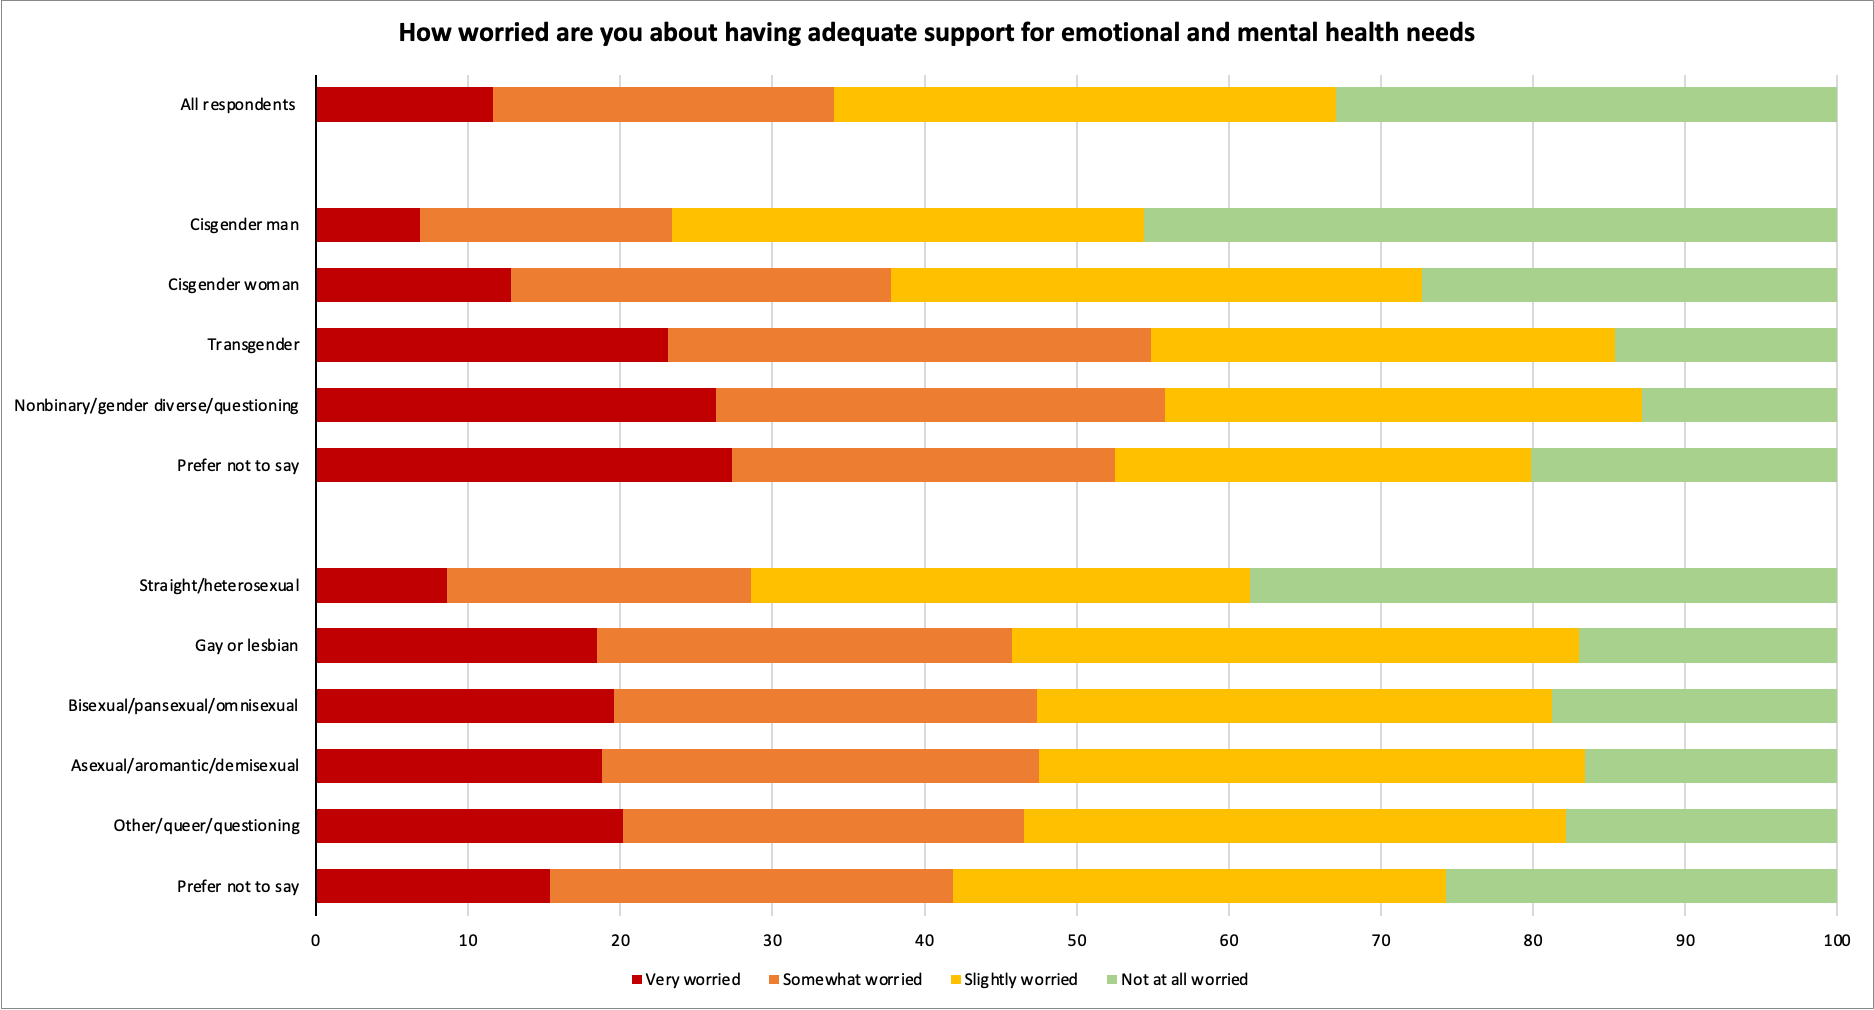 How worried are you about having adequate support for emotional and mental health needs
All respondents
Cisgender man
Cisgender woman
Transgender
Nonbinary/gender diverse/questioning
Prefer not to say
Straight/heterosexual
Gay or lesbian
Bisexual/pansexual/omnisexual
Asexual/aromantic/demisexual
Other/queer/questioning
Prefer not to say
0 10 20 30 40 50 60 70 80 90 100
Very worried Somewhat worried Slightly worried Not at all worried